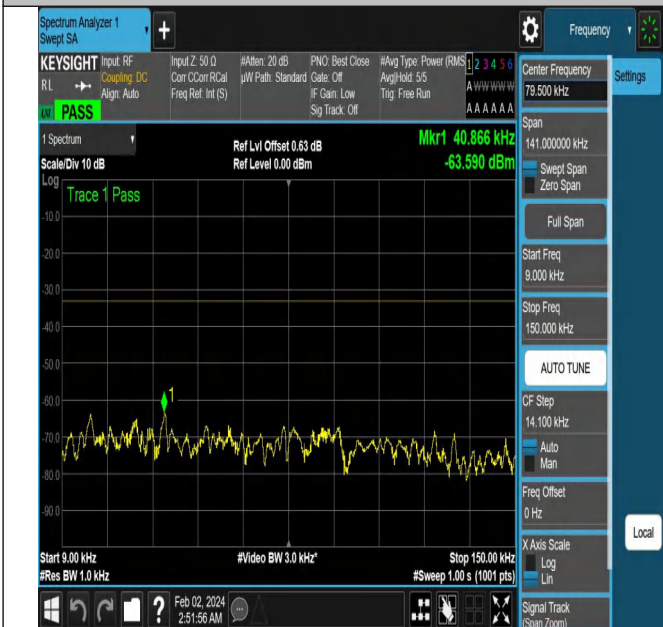 Spectrum Analyzer 1
Swept SA
+
Frequency
KEYSIGHT
RL
PASS
Input: RF
Coupling: DC
Align: Auto
Input Z: 50 Ω
Corr CCorr RCal
Freq Ref: Int (S)
#Atten: 20 dB
µW Path: Standard
PNO: Best Close
Gate: Off
IF Gain: Low
Sig Track: Off
#Avg Type: Power (RMS
Avg|Hold: 5/5
Trig: Free Run
1 2 3 4 5 6
A W W W W W
A A A A A A
1 Spectrum
Scale/Div 10 dB
Ref Lvl Offset 0.63 dB
Ref Level 0.00 dBm
Mkr1 40.866 kHz
-63.590 dBm
Log
Trace 1 Pass
-10.0
-20.0
-30.0
-40.0
-50.0
-60.0
1
-70.0
-80.0
-90.0
Start 9.00 kHz
#Video BW 3.0 kHz*
Stop 150.00 kHz
#Res BW 1.0 kHz
#Sweep 1.00 s (1001 pts)
?
Feb 02, 2024
2:51:56 AM
Center Frequency
79.500 kHz
Settings
Span
141.000000 kHz
Swept Span
Zero Span
Full Span
Start Freq
9.000 kHz
Stop Freq
150.000 kHz
AUTO TUNE
CF Step
14.100 kHz
Auto
Man
Freq Offset
0 Hz
Local
X Axis Scale
Log
Lin
Signal Track
(Span Zoom)